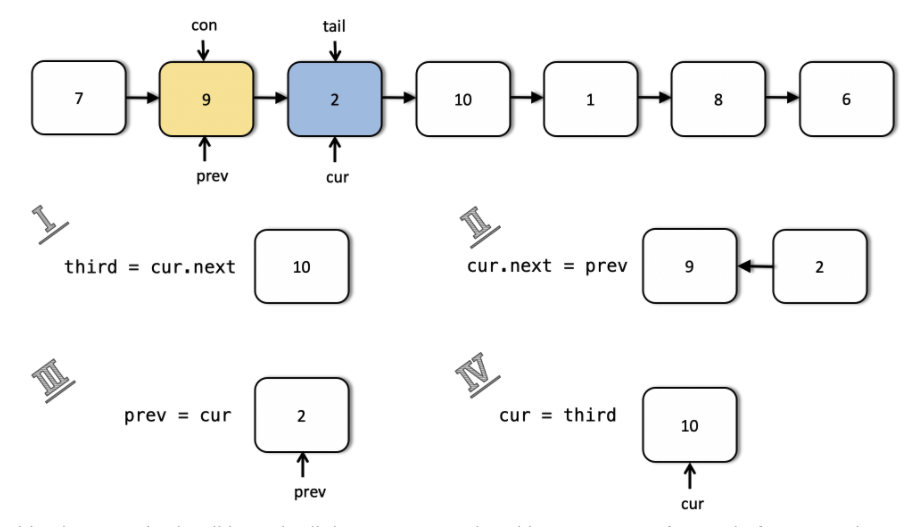 con tail
7 9 2 10 1 8 6
prev cur
I
third = cur.next 10
II
cur.next = prev 9 2
III
prev = cur 2
prev
IV
cur = third 10
cur